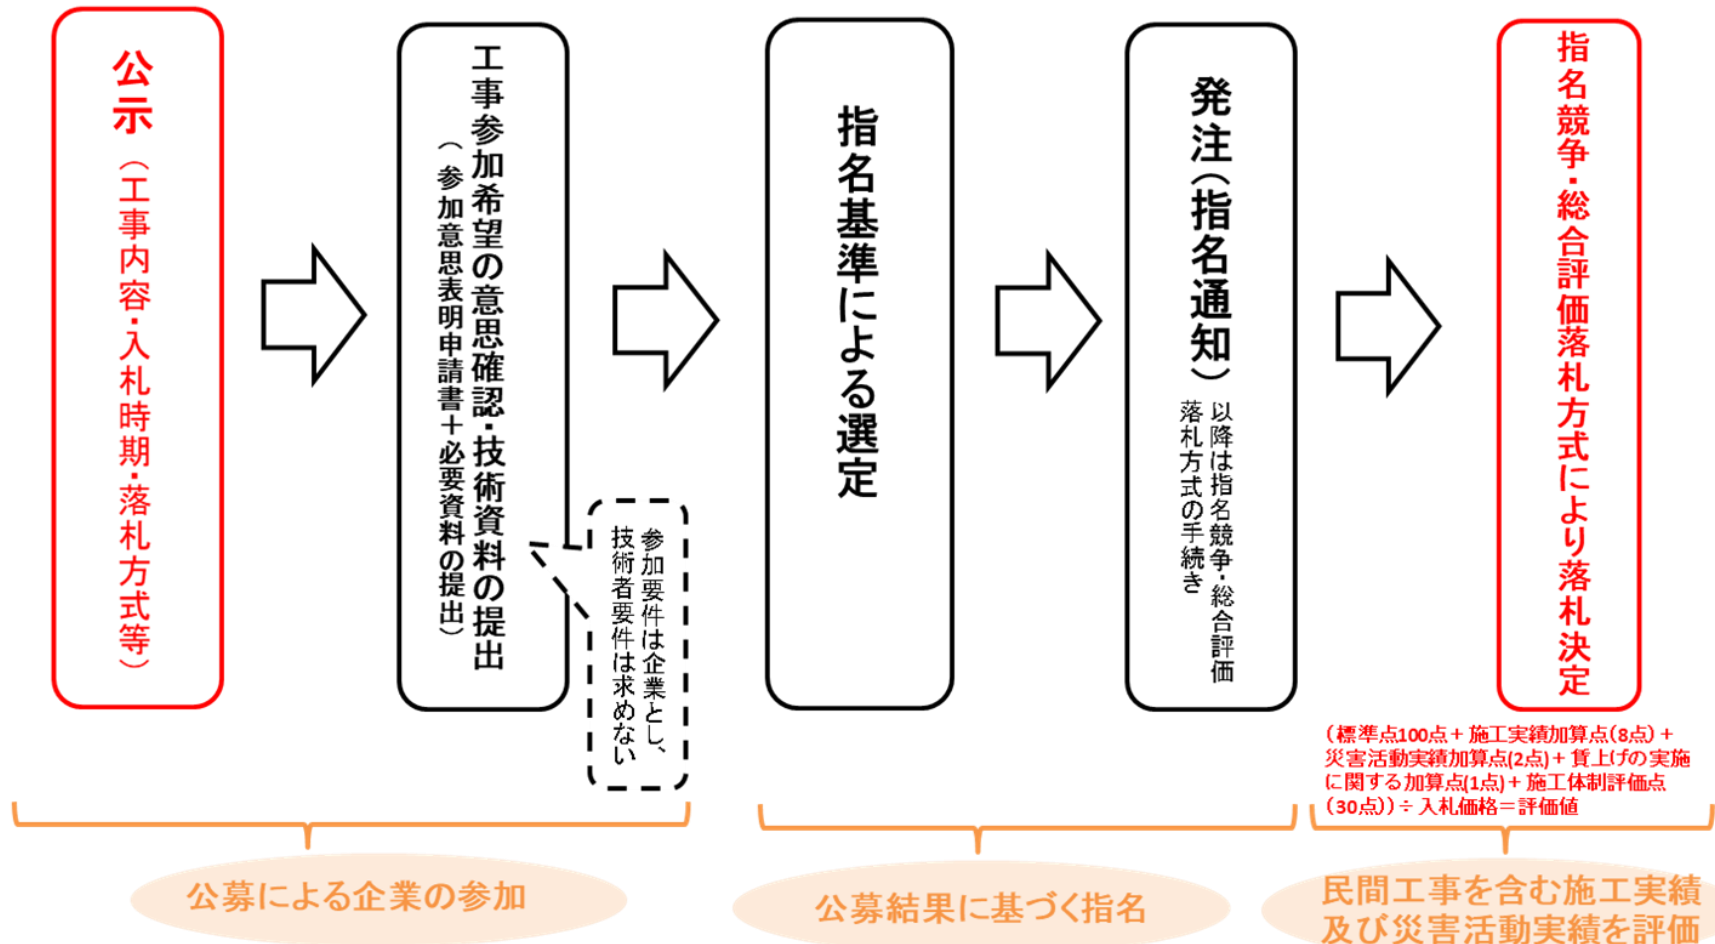 公示（工事内容・入札時期・落札方式等）
工事参加希望の意思確認・技術資料の提出
（参加意思表明申請書＋必要資料の提出）
参加要件は企業とし、
技術者要件は求めない
指名基準による選定
発注（指名通知）
以降は指名競争・総合評価
落札方式の手続き
指名競争・総合評価落札方式により落札決定
（標準点100点＋施工実績加算点(8点)＋
災害活動実績加算点(2点)＋賃上げの実施
に関する加算点(1点)＋施工体制評価点
（30点））÷入札価格＝評価値
公募による企業の参加
公募結果に基づく指名
民間工事を含む施工実績
及び災害活動実績を評価